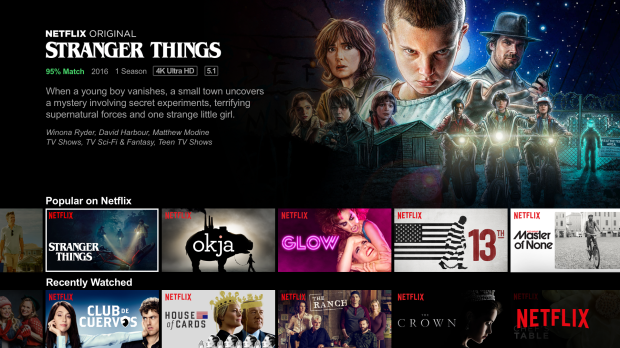 NETFLIX ORIGINAL
STRANGER THINGS
95% Match 2016 1 Season 4K Ultra HD 5.1
When a young boy vanishes, a small town uncovers
a mystery involving secret experiments, terrifying
supernatural forces and one strange little girl.
Winona Ryder, David Harbour, Matthew Modine
TV Shows, TV Sci-Fi & Fantasy, Teen TV Shows
Popular on Netflix
NETFLIX
STRANGER
THINGS
NETFLIX
okja
NETFLIX
GLOW
NETFLIX
13TH
NETFLIX
Master
of None
Recently Watched
NETFLIX
CLUB
DE
CUERVOS
NETFLIX
HOUSE
of CARDS
NETFLIX
THE
RANCH
NETFLIX
THE
CROWN
NETFLIX
TABLE